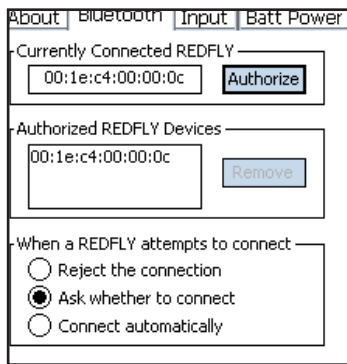 About Bluetooth Input Batt Power
Currently Connected REDFLY
00:1e:c4:00:00:0c Authorize
Authorized REDFLY Devices
00:1e:c4:00:00:0c
Remove
When a REDFLY attempts to connect
Reject the connection
Ask whether to connect
Connect automatically